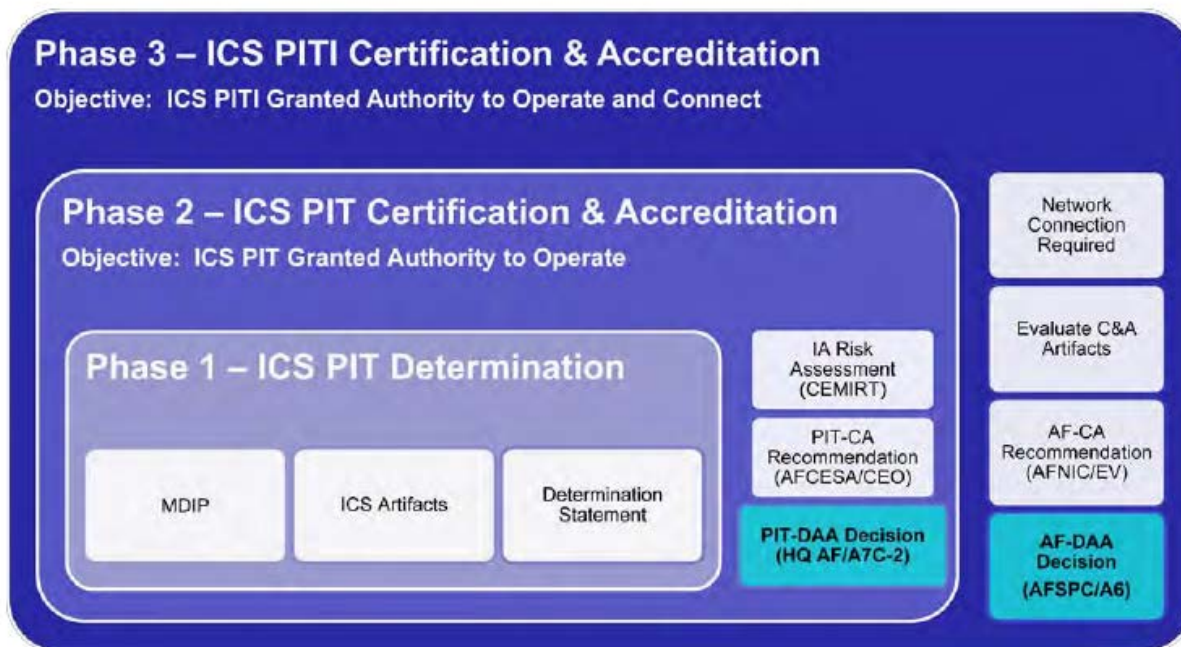 Phase 3 – ICS PITI Certification & Accreditation
Objective:  ICS PITI Granted Authority to Operate and Connect
Phase 2 – ICS PIT Certification & Accreditation
Objective:  ICS PIT Granted Authority to Operate
Phase 1 – ICS PIT Determination
MDIP
ICS Artifacts
Determination
Statement
IA Risk
Assessment
(CEMIRT)
PIT-CA
Recommendation
(AFCESA/CEO)
PIT-DAA Decision
(HQ AF/A7C-2)
Network
Connection
Required
Evaluate C&A
Artifacts
AF-CA
Recommendation
(AFNIC/EV)
AF-DAA
Decision
(AFSPC/A6)